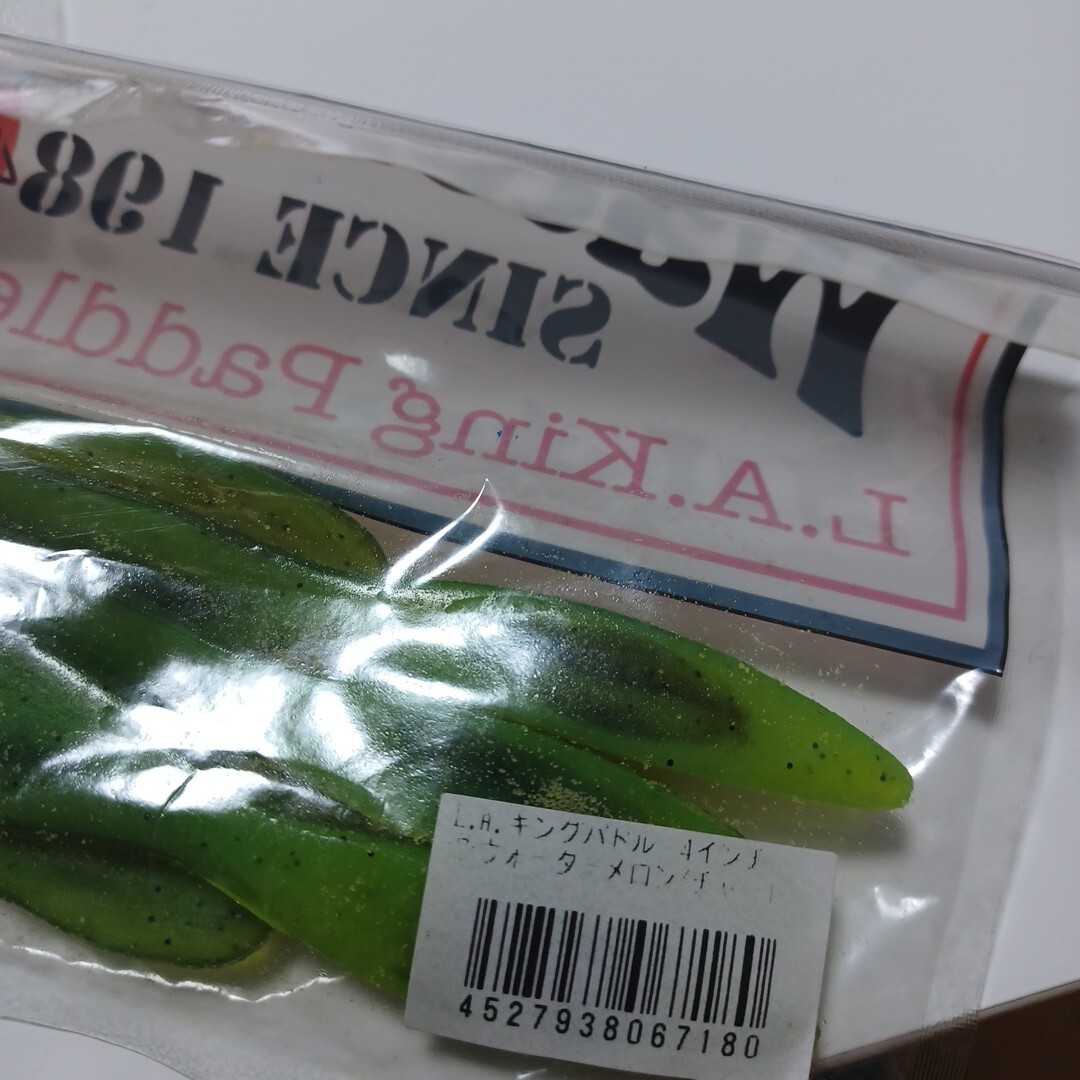 SINCE 198
L.A.King Paddle
L.A.キングパドル 4インチ
ウォーターメロン/チャート
4527938067180